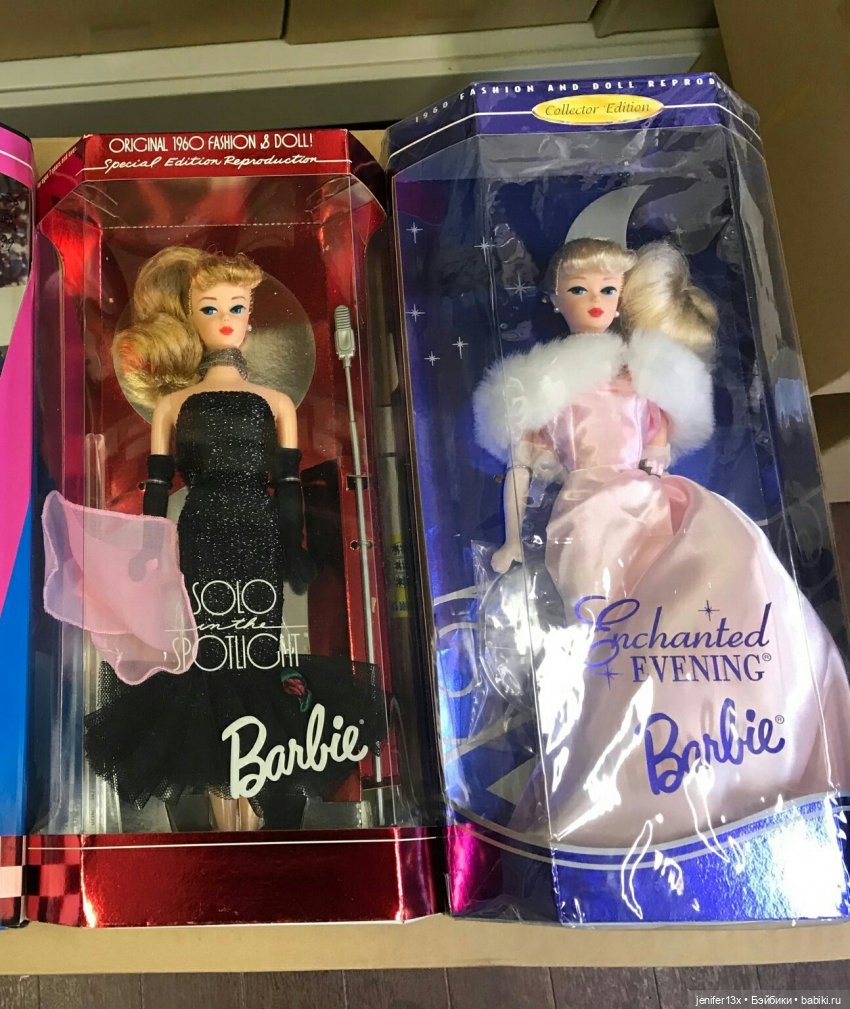 ORIGINAL 1960 FASHION & DOLL!
Special Edition Reproduction
SOLO
in the
SPOTLIGHT
Barbie
1960 FASHION AND DOLL
Collector Edition
Enchanted
EVENING®
Barbie®
jenifer13x • Бэйбики • babiki.ru